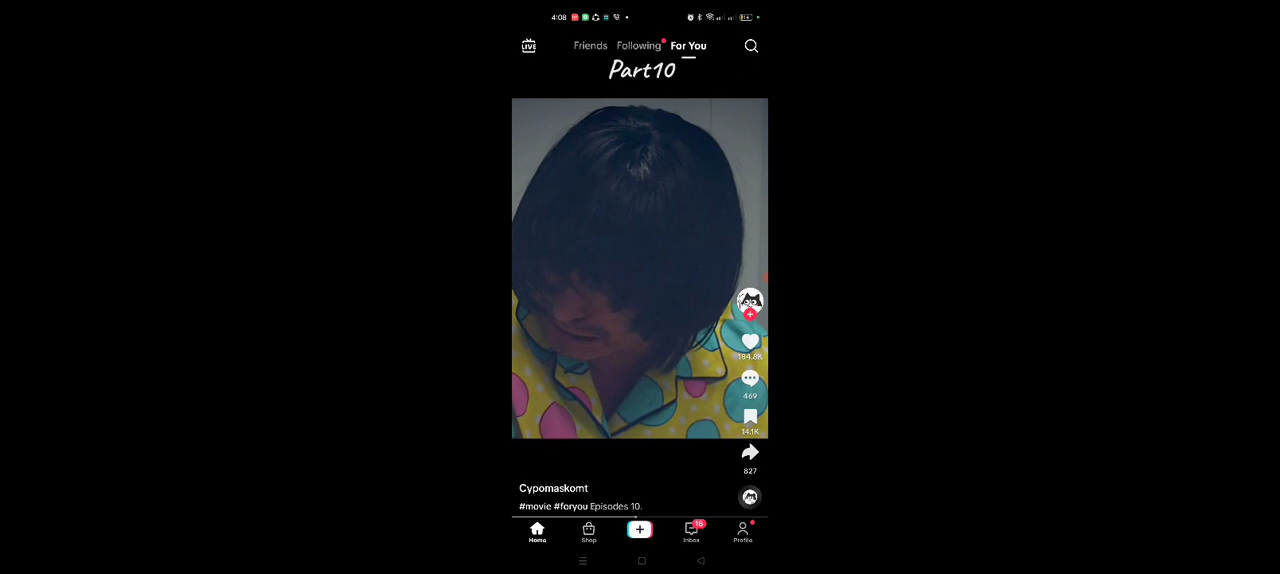 4:08
LIVE
Friends Following For You
Part10
184.8K
469
14.1K
827
Cypomaskomt
#movie #foryou Episodes 10.
18
Home Shop Inbox Profile